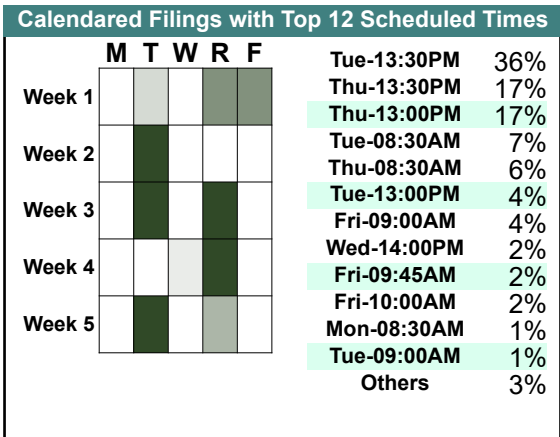 Calendared Filings with Top 12 Scheduled Times
M T W R F
Week 1
Week 2
Week 3
Week 4
Week 5
Tue-13:30PM 36%
Thu-13:30PM 17%
Thu-13:00PM 17%
Tue-08:30AM 7%
Thu-08:30AM 6%
Tue-13:00PM 4%
Fri-09:00AM 4%
Wed-14:00PM 2%
Fri-09:45AM 2%
Fri-10:00AM 2%
Mon-08:30AM 1%
Tue-09:00AM 1%
Others 3%